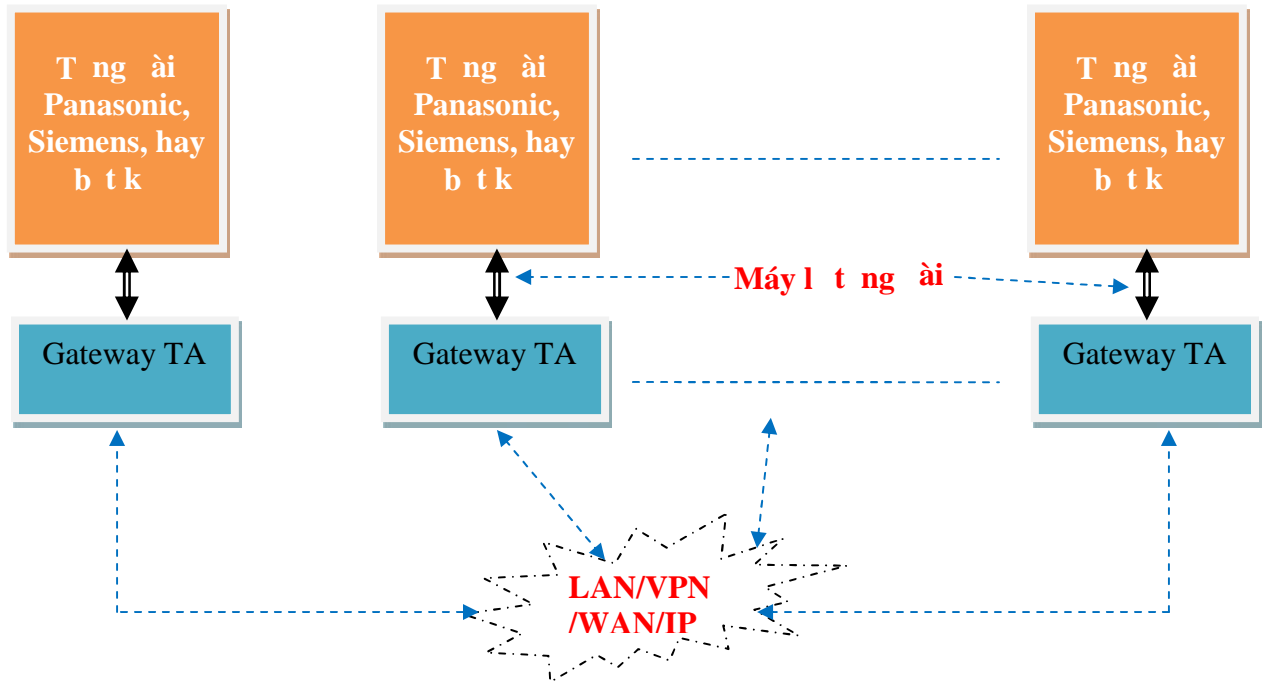 T ng ài
Panasonic,
Siemens, hay
b t k
T ng ài
Panasonic,
Siemens, hay
b t k
T ng ài
Panasonic,
Siemens, hay
b t k
Máy l t ng ài
Gateway TA
Gateway TA
Gateway TA
LAN/VPN
/WAN/IP